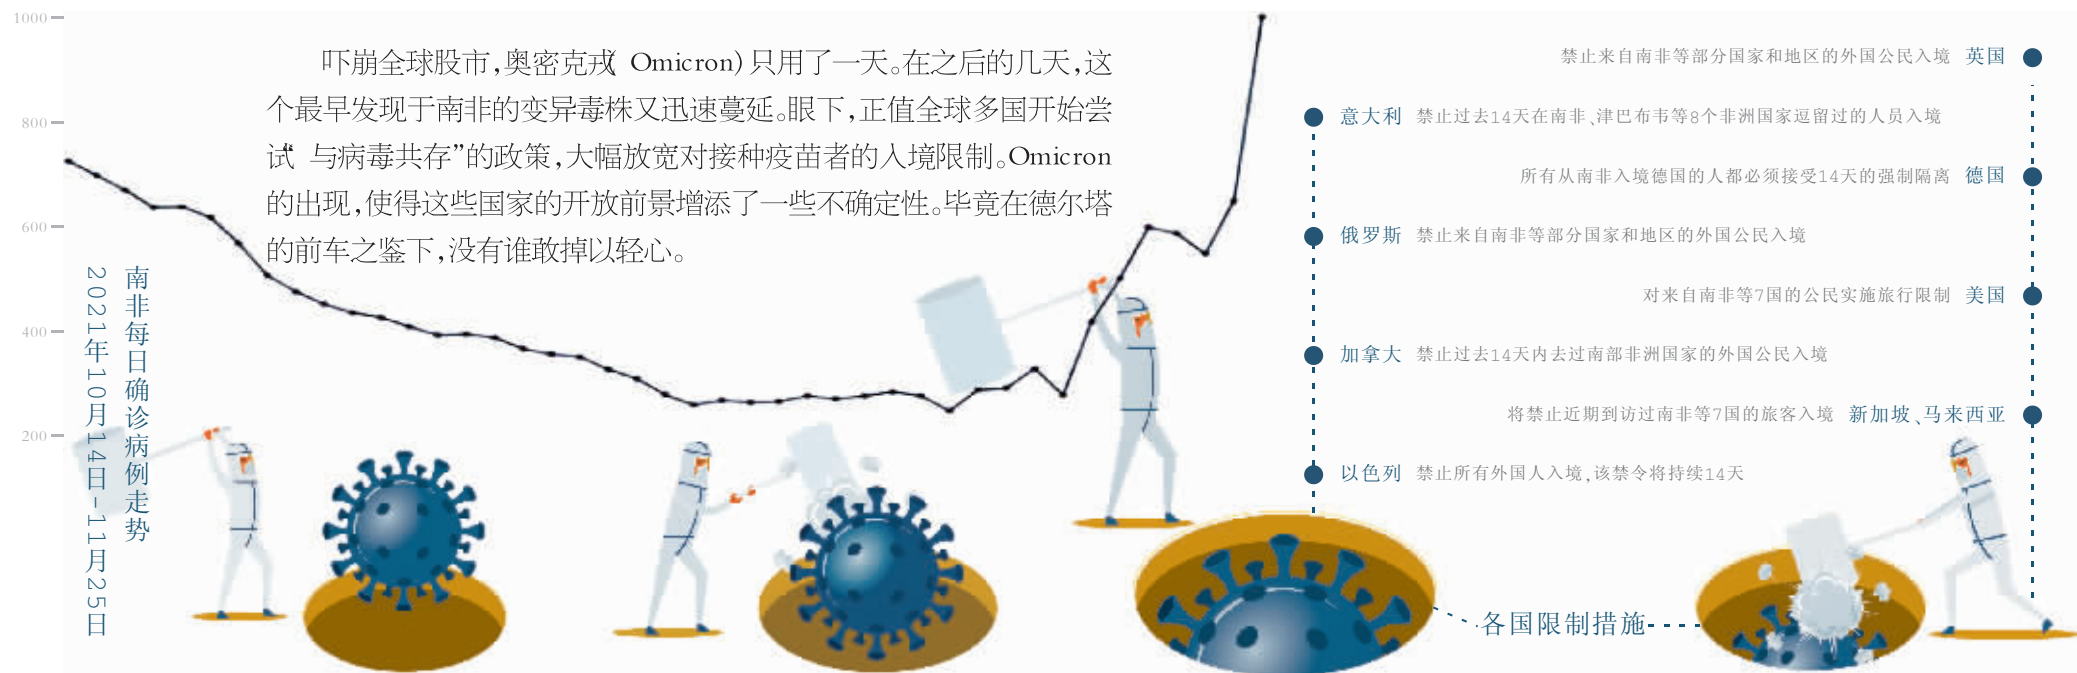 吓崩全球股市,奥密克戎( Omicron)只用了一天。在之后的几天,这
个最早发现于南非的变异毒株又迅速蔓延。眼下,正值全球多国开始尝
试“与病毒共存”的政策,大幅放宽对接种疫苗者的入境限制。Omicron
的出现,使得这些国家的开放前景增添了一些不确定性。毕竟在德尔塔
的前车之鉴下,没有谁敢掉以轻心。
1000
800
600
400
200
南非每日确诊病例走势
2021年10月14日-11月25日
禁止来自南非等部分国家和地区的外国公民入境 英国
意大利 禁止过去14天在南非、津巴布韦等8个非洲国家逗留过的人员入境
所有从南非入境德国的人都必须接受14天的强制隔离 德国
俄罗斯 禁止来自南非等部分国家和地区的外国公民入境
对来自南非等7国的公民实施旅行限制 美国
加拿大 禁止过去14天内去过南部非洲国家的外国公民入境
将禁止近期到访过南非等7国的旅客入境 新加坡、马来西亚
以色列 禁止所有外国人入境,该禁令将持续14天
各国限制措施